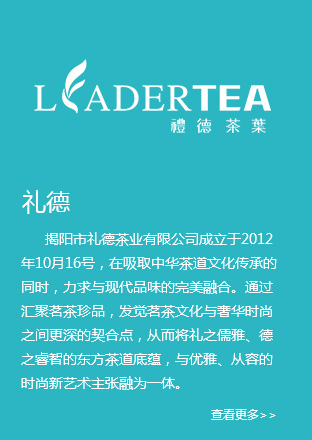 LEADERTEA
禮德茶葉
礼德
揭阳市礼德茶业有限公司成立于2012
年10月16号，在吸取中华茶道文化传承的
同时，力求与现代品味的完美融合。通过
汇聚茗茶珍品，发觉茗茶文化与奢华时尚
之间更深的契合点，从而将礼之儒雅、德
之睿智的东方茶道底蕴，与优雅、从容的
时尚新艺术主张融为一体。
查看更多>>